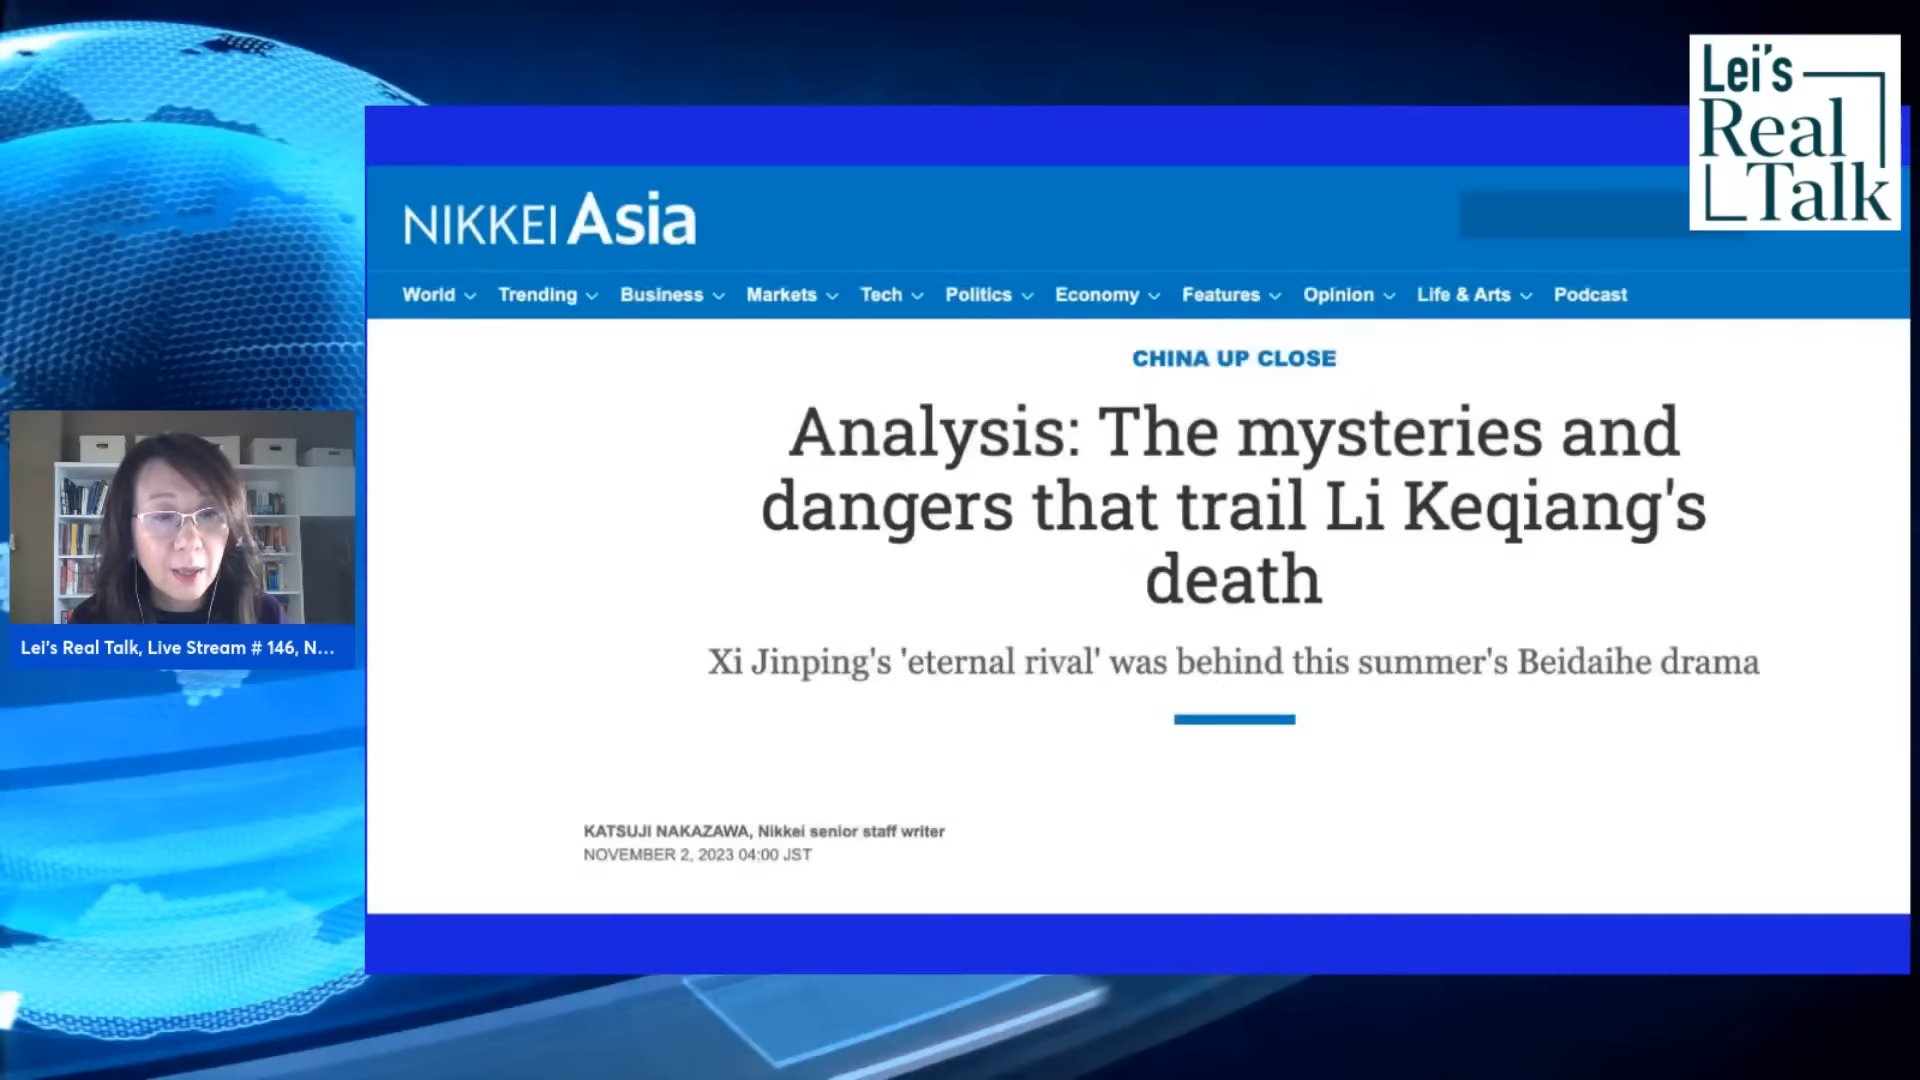 Lei's
Real
Talk
NIKKEI Asia
World Trending Business Markets Tech Politics Economy Features Opinion Life & Arts Podcast
CHINA UP CLOSE
Analysis: The mysteries and
dangers that trail Li Keqiang's
death
Xi Jinping's 'eternal rival' was behind this summer's Beidaihe drama
KATSUJI NAKAZAWA, Nikkei senior staff writer
NOVEMBER 2, 2023 04:00 JST
Lei's Real Talk, Live Stream # 146, N...